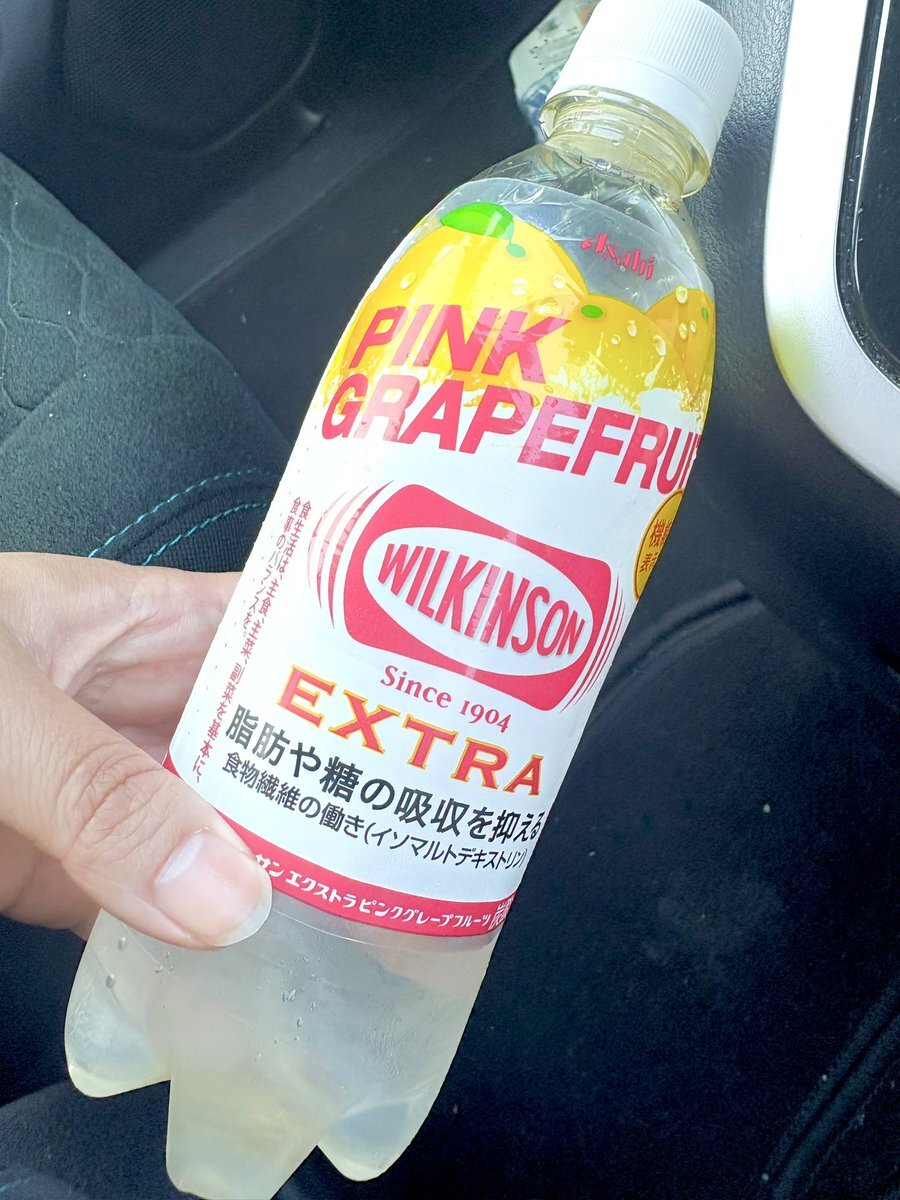 Asahi
PINK
GRAPEFRUI
機能
表示
WILKINSON
Since 1904
EXTRA
脂肪や糖の吸収を抑える
食物繊維の働き(イソマルトデキストリン)
食生活は、主食、主菜、副菜を基本に、
食事のバランスを。
サン エクストラ ピンクグレープフルーツ